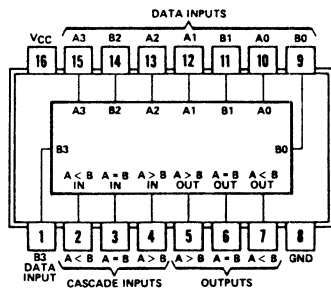 DATA INPUTS
VCC A3 B2 A2 A1 B1 A0 B0
16 15 14 13 12 11 10 9
A3 B2 A2 A1 B1 A0
B3 B0
A < B A = B A > B A > B A = B A < B
IN IN IN OUT OUT OUT
1 2 3 4 5 6 7 8
B3 A < B A = B A > B A > B A = B A < B GND
DATA INPUT CASCADE INPUTS OUTPUTS